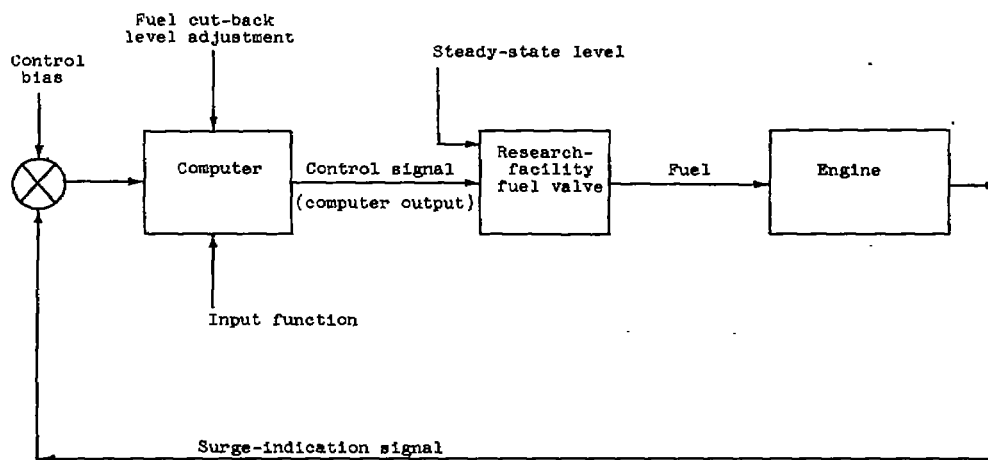 Fuel cut-back
level adjustment
Control
bias
Steady-state level
Computer
Control signal
(computer output)
Research-
facility
fuel valve
Fuel
Engine
Input function
Surge-indication signal